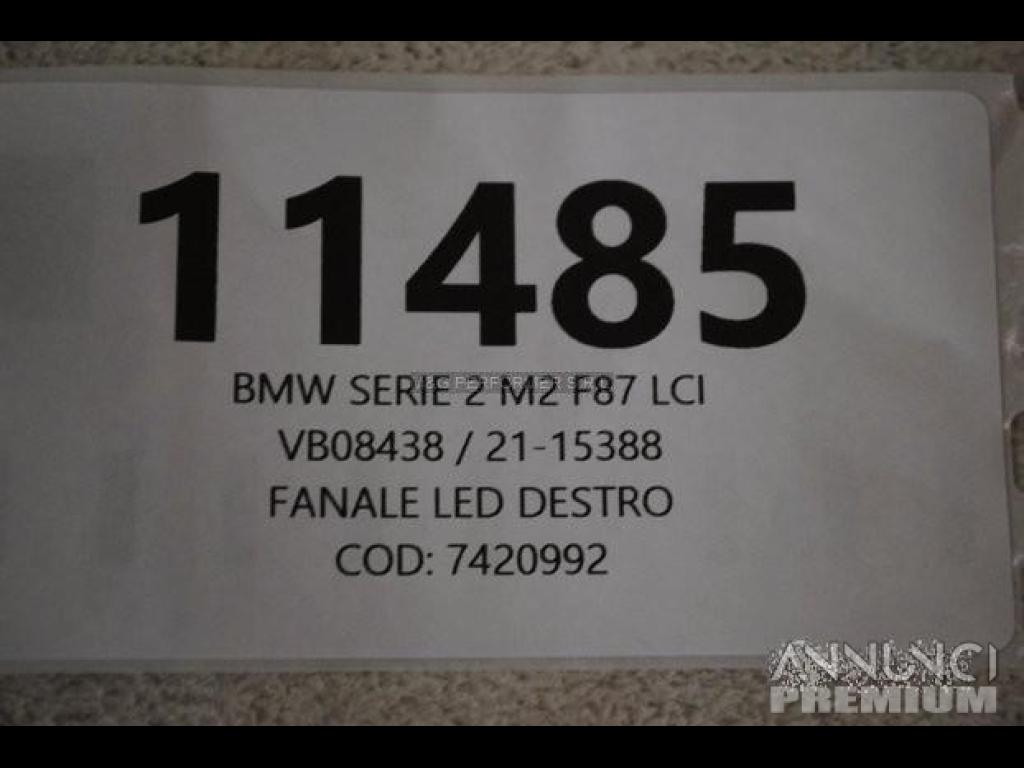 11485
BMW SERIE 2 M2 F87 LCI
VB08438 / 21-15388
FANALE LED DESTRO
COD: 7420992
ANNUNCI
PREMIUM